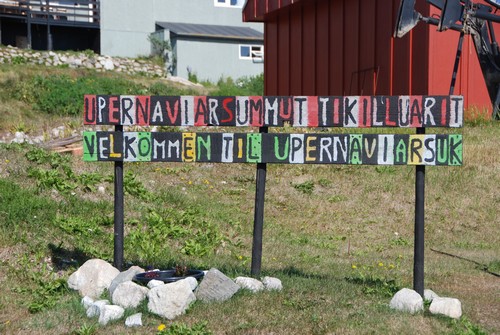 UPERNAVIARSUMMUT TIKILLUARIT
VELKOMMEN TIL UPERNAVIARSUK